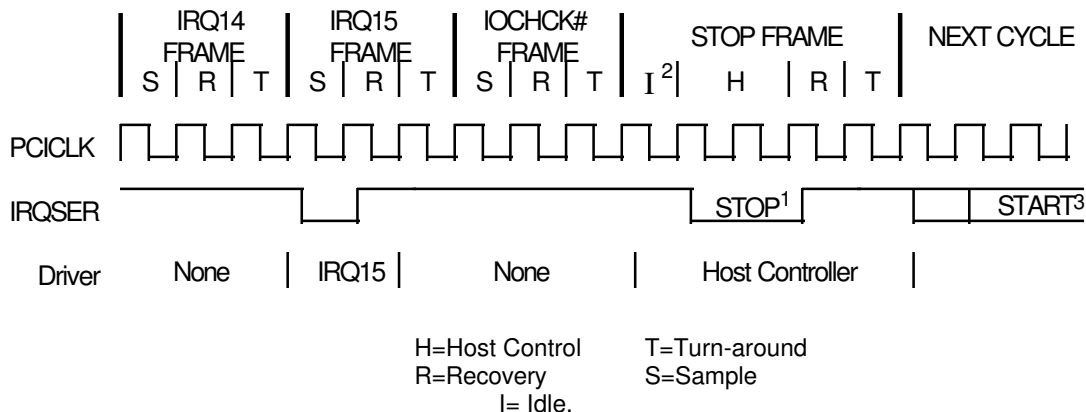 IRQ14 FRAME
IRQ15 FRAME
IOCHCK# FRAME
STOP FRAME
NEXT CYCLE
S R T S R T S R T I 2 H R T
PCICLK
IRQSER STOP1 START3
Driver None IRQ15 None Host Controller
H=Host Control T=Turn-around
R=Recovery S=Sample
I= Idle.